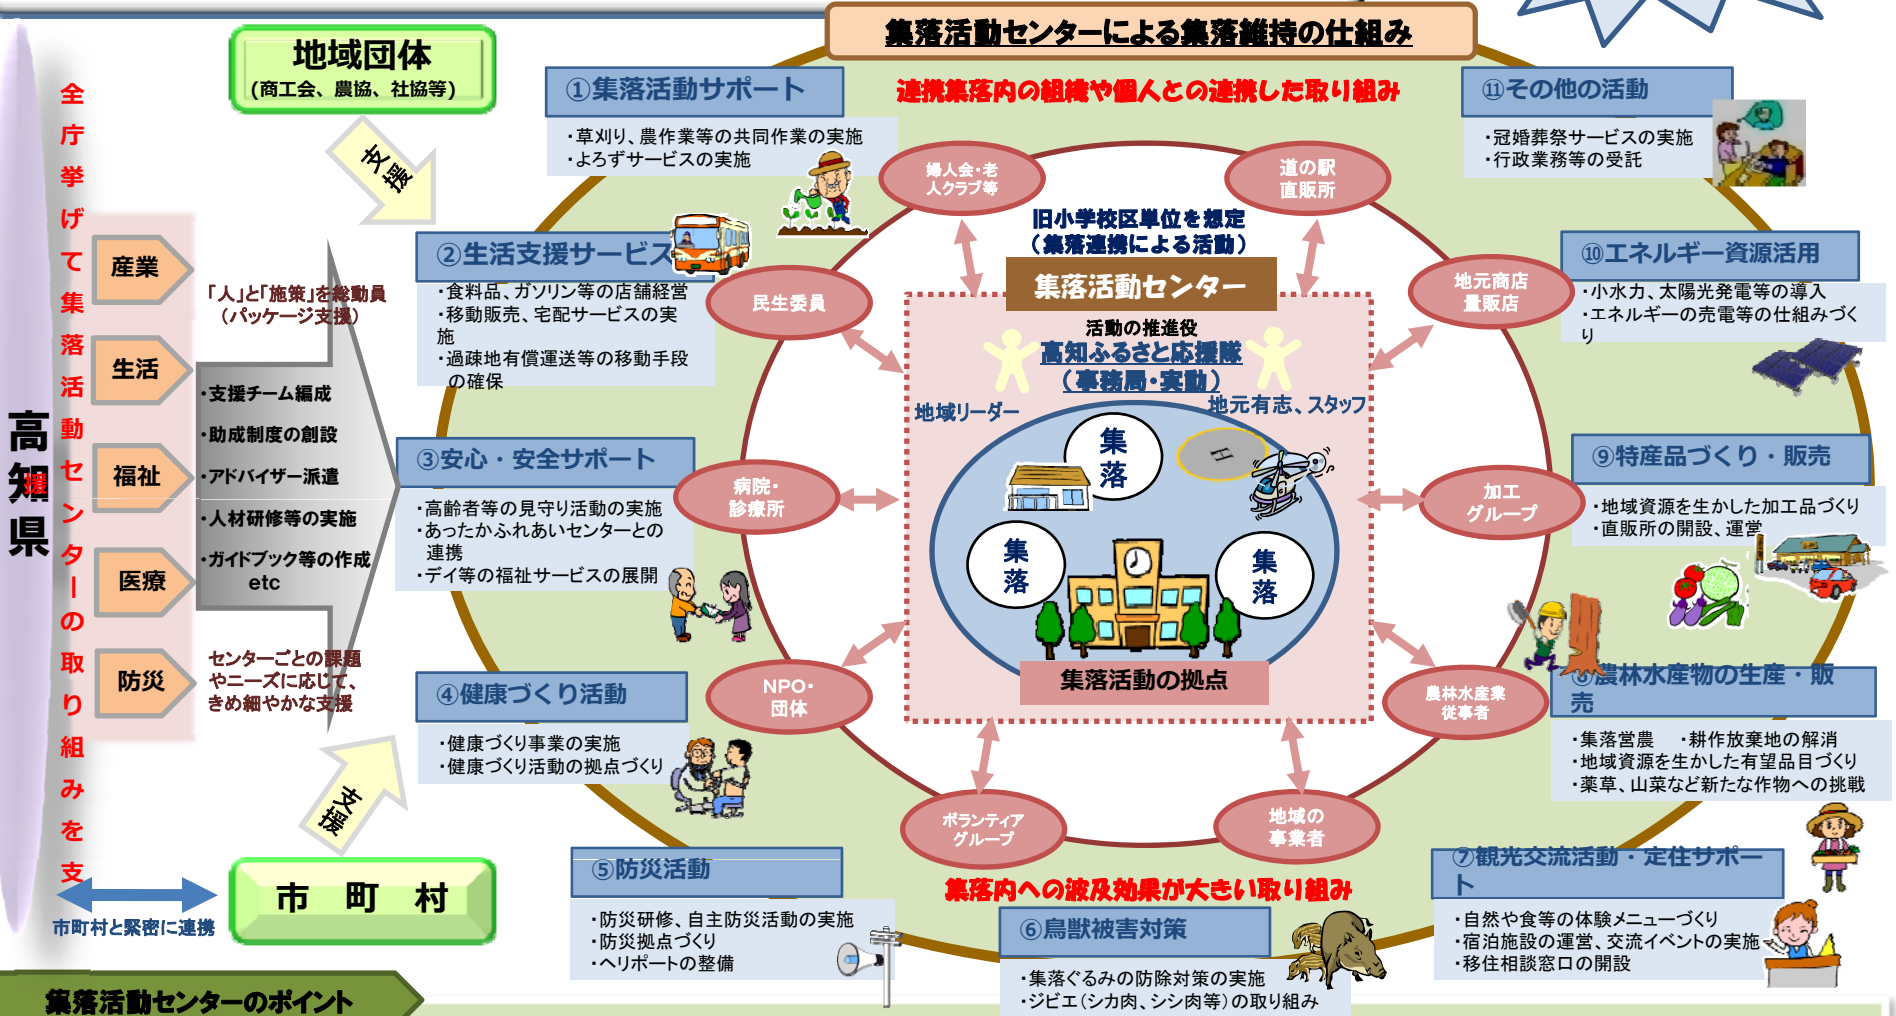 集落活動センターによる集落維持の仕組み
地域団体
(商工会、農協、社協等)
支援
高知県
全庁挙げて集落活動センターの取り組みを支
援
産業
生活
福祉
医療
防災
「人」と「施策」を総動員
(パッケージ支援)
・支援チーム編成
・助成制度の創設
・アドバイザー派遣
・人材研修等の実施
・ガイドブック等の作成
etc
センターごとの課題
やニーズに応じて、
きめ細やかな支援
支援
市 町 村
市町村と緊密に連携
連携集落内の組織や個人との連携した取り組み
①集落活動サポート
・草刈り、農作業等の共同作業の実施
・よろずサービスの実施
②生活支援サービス
・食料品、ガソリン等の店舗経営
・移動販売、宅配サービスの実
施
・過疎地有償運送等の移動手段
の確保
③安心・安全サポート
・高齢者等の見守り活動の実施
・あったかふれあいセンターとの
連携
・デイ等の福祉サービスの展開
④健康づくり活動
・健康づくり事業の実施
・健康づくり活動の拠点づくり
⑤防災活動
・防災研修、自主防災活動の実施
・防災拠点づくり
・ヘリポートの整備
集落内への波及効果が大きい取り組み
⑥鳥獣被害対策
・集落ぐるみの防除対策の実施
・ジビエ(シカ肉、シシ肉等)の取り組み
⑦観光交流活動・定住サポー
ト
・自然や食等の体験メニューづくり
・宿泊施設の運営、交流イベントの実施
・移住相談窓口の開設
⑧農林水産物の生産・販
売
・集落営農 ・耕作放棄地の解消
・地域資源を生かした有望品目づくり
・薬草、山菜など新たな作物への挑戦
⑨特産品づくり・販売
・地域資源を生かした加工品づくり
・直販所の開設、運営
⑩エネルギー資源活用
・小水力、太陽光発電等の導入
・エネルギーの売電等の仕組みづく
り
⑪その他の活動
・冠婚葬祭サービスの実施
・行政業務等の受託
婦人会・老
人クラブ等
道の駅
直販所
民生委員
地元商店
量販店
病院・
診療所
加工
グループ
NPO・
団体
農林水産業
従事者
ボランティア
グループ
地域の
事業者
旧小学校区単位を想定
(集落連携による活動)
集落活動センター
活動の推進役
高知ふるさと応援隊
(事務局・実動)
地域リーダー
地元有志、スタッフ
集落
H
集落
集落
集落活動の拠点
集落活動センターのポイント